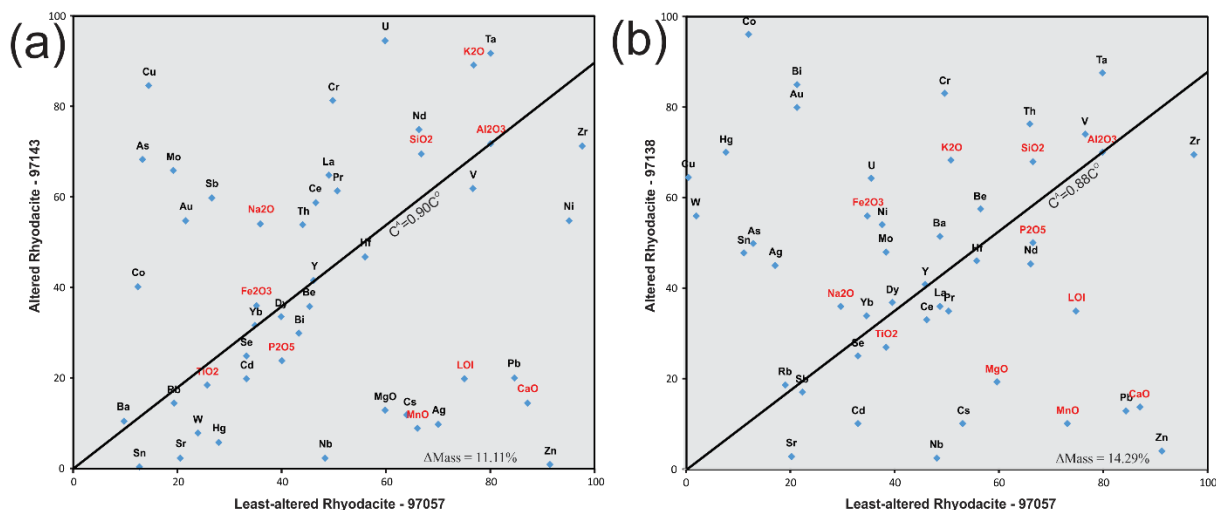 (a)
Altered Rhyodacite - 97143
100
80
60
40
20
0
0
20
40
60
80
100
Least-altered Rhyodacite - 97057
U
Ta
K2O
Cu
Cr
Nd
SiO2
Al2O3
Zr
As
Mo
La
Ce
Pr
V
Sb
Au
Na2O
Th
Ni
C^A=0.90C^O
Hf
Co
Y
Fe2O3
Be
Yb
Dy
Bi
Se
P2O5
Cd
TiO2
LOI
Pb
Rb
CaO
Ba
MgO
Cs
MnO
Ag
W
Hg
Sr
Sn
Nb
Zn
ΔMass = 11.11%
(b)
Altered Rhyodacite - 97138
100
80
60
40
20
0
0
20
40
60
80
100
Least-altered Rhyodacite - 97057
Co
Ta
Bi
Au
Cr
Th
V
Al2O3
Zr
Hg
K2O
SiO2
Cu
U
W
Fe2O3
Ni
Be
C^A=0.88C^O
Ba
P2O5
As
Sn
Mo
Hf
Nd
Ag
Y
Na2O
Dy
La
Pr
LOI
Yb
Ce
TiO2
Se
Rb
Sb
MgO
Cd
Cs
MnO
Pb
CaO
Sr
Nb
Zn
ΔMass = 14.29%